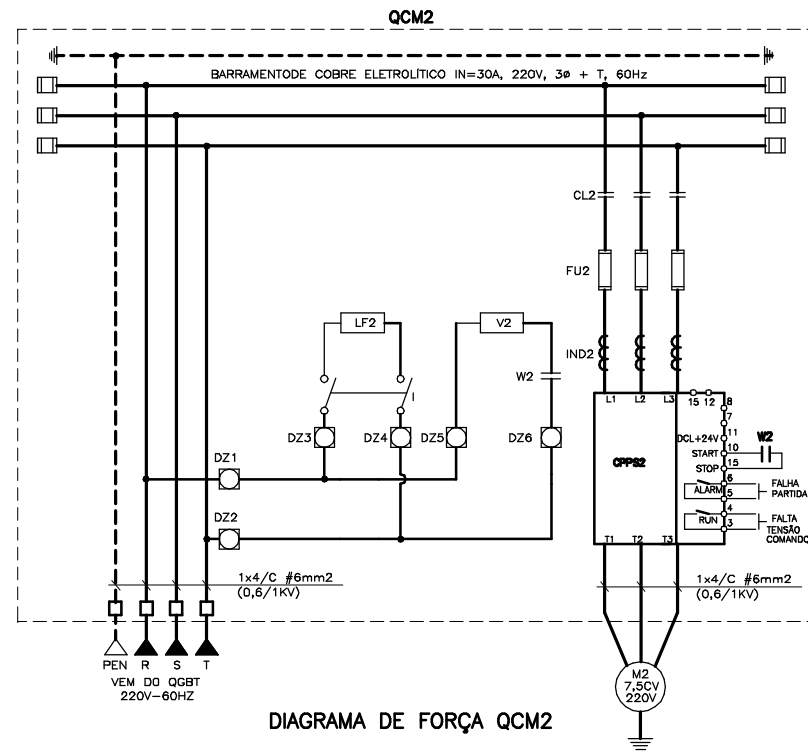 QCM2
BARRAMENTODE COBRE ELETROLÍTICO IN=30A, 220V, 3ø + T, 60Hz
CL2
FU2
LF2
V2
IND2
W2
I
L1 L2 L3 15 12 8
7
DZ3 DZ4 DZ5 DZ6
DCL+24V 11
W2
START 10
CPPS2
STOP 15
DZ1
6 FALHA
ALARM
5 PARTIDA
4 FALTA
RUN
3 TENSÃO
COMANDO
DZ2
T1 T2 T3
1x4/C #6mm2
(0,6/1KV)
1x4/C #6mm2
(0,6/1KV)
PEN R S T
VEM DO QGBT
220V-60HZ
M2
7,5CV
220V
DIAGRAMA DE FORÇA QCM2